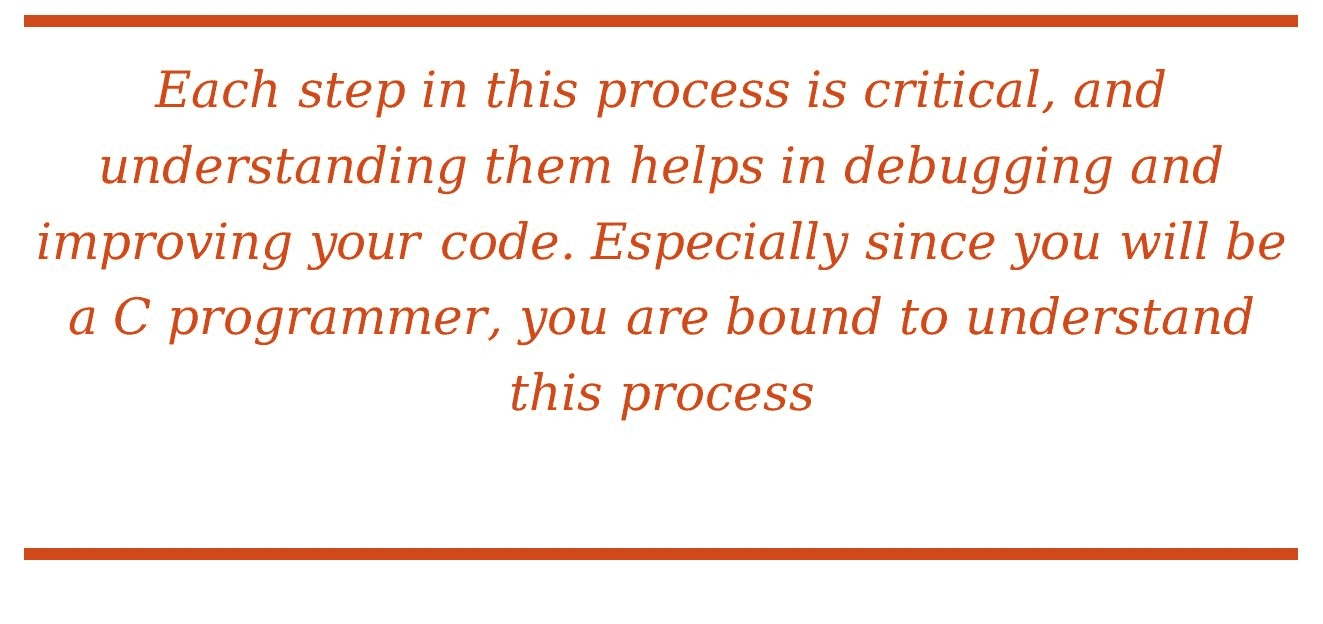 Each step in this process is critical, and
understanding them helps in debugging and
improving your code. Especially since you will be
a C programmer, you are bound to understand
this process